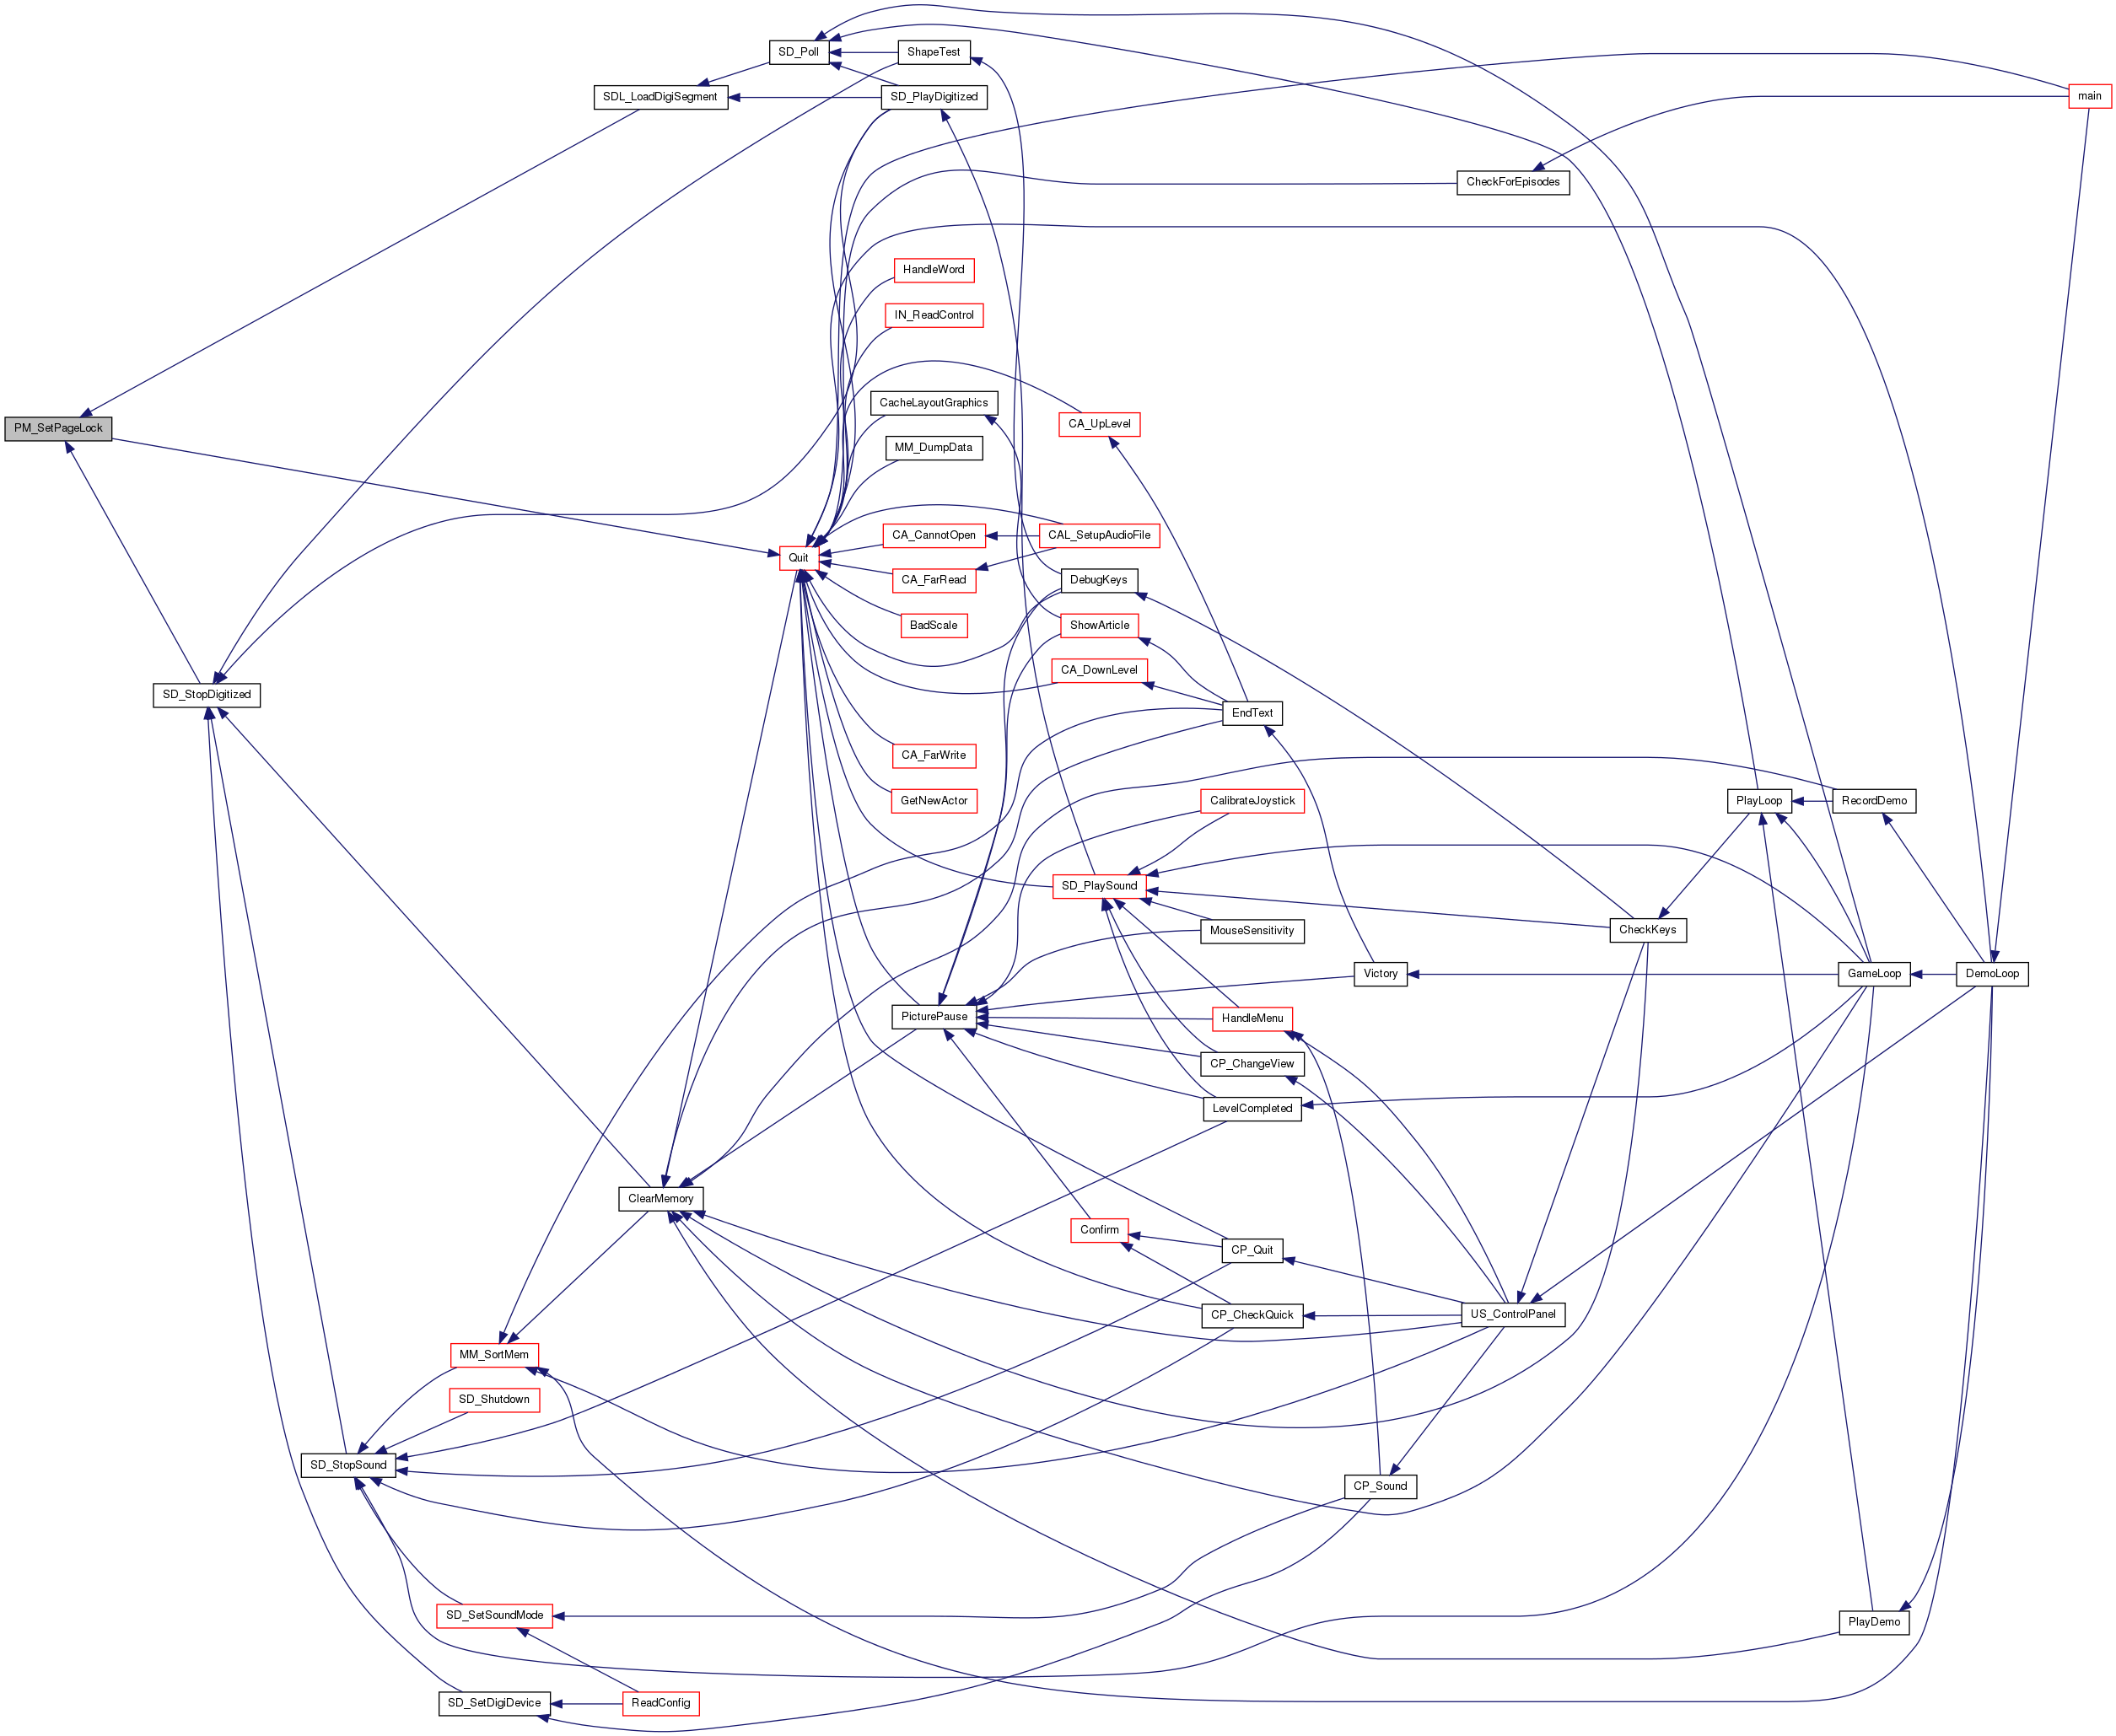 SD_Poll
ShapeTest
SDL_LoadDigiSegment
SD_PlayDigitized
main
CheckForEpisodes
HandleWord
IN_ReadControl
CacheLayoutGraphics
CA_UpLevel
PM_SetPageLock
MM_DumpData
CA_CannotOpen
CAL_SetupAudioFile
Quit
CA_FarRead
DebugKeys
BadScale
ShowArticle
CA_DownLevel
SD_StopDigitized
EndText
CA_FarWrite
GetNewActor
CalibrateJoystick
PlayLoop
RecordDemo
SD_PlaySound
MouseSensitivity
CheckKeys
Victory
GameLoop
DemoLoop
PicturePause
HandleMenu
CP_ChangeView
LevelCompleted
ClearMemory
Confirm
CP_Quit
CP_CheckQuick
US_ControlPanel
MM_SortMem
SD_Shutdown
SD_StopSound
CP_Sound
SD_SetSoundMode
PlayDemo
SD_SetDigiDevice
ReadConfig